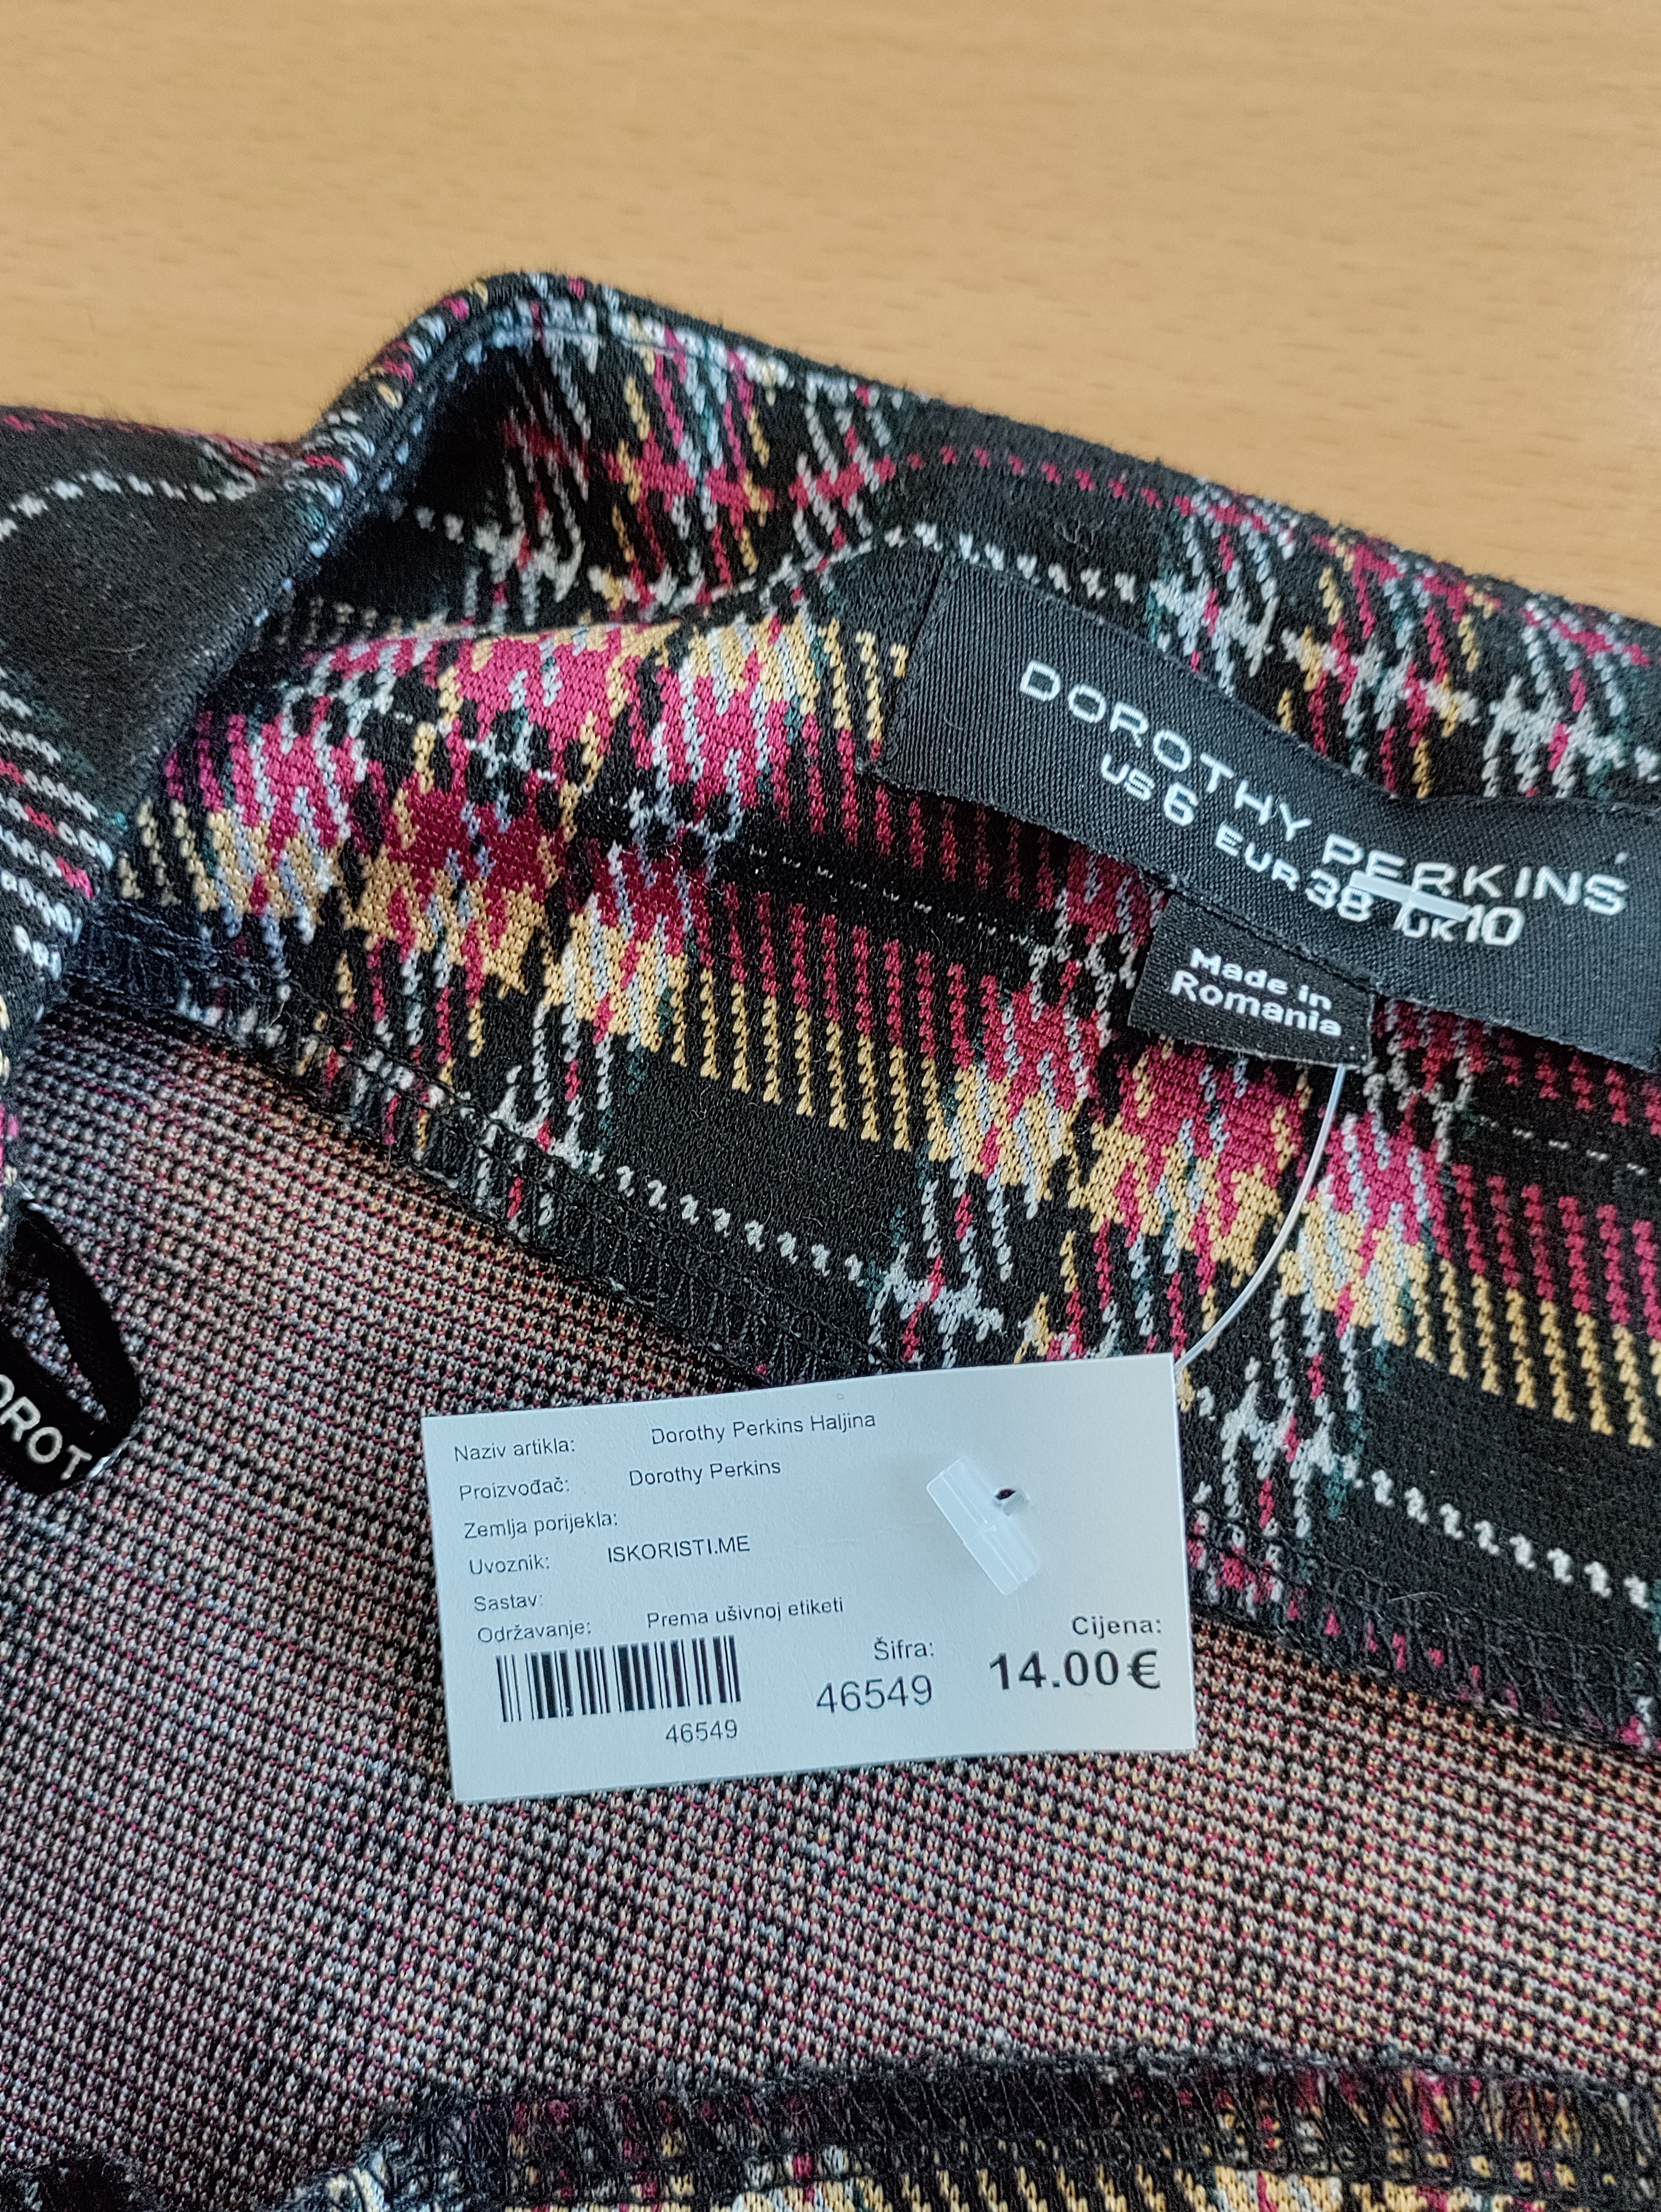 DOROTHY PERKINS
US 6 EUR 38 UK 10
Made in
Romania
OROT
Naziv artikla: Dorothy Perkins Haljina
Proizvođač: Dorothy Perkins
Zemlja porijekla:
Uvoznik: ISKORISTI.ME
Sastav:
Održavanje: Prema ušivnoj etiketi
46549
Šifra:
46549
Cijena:
14.00€